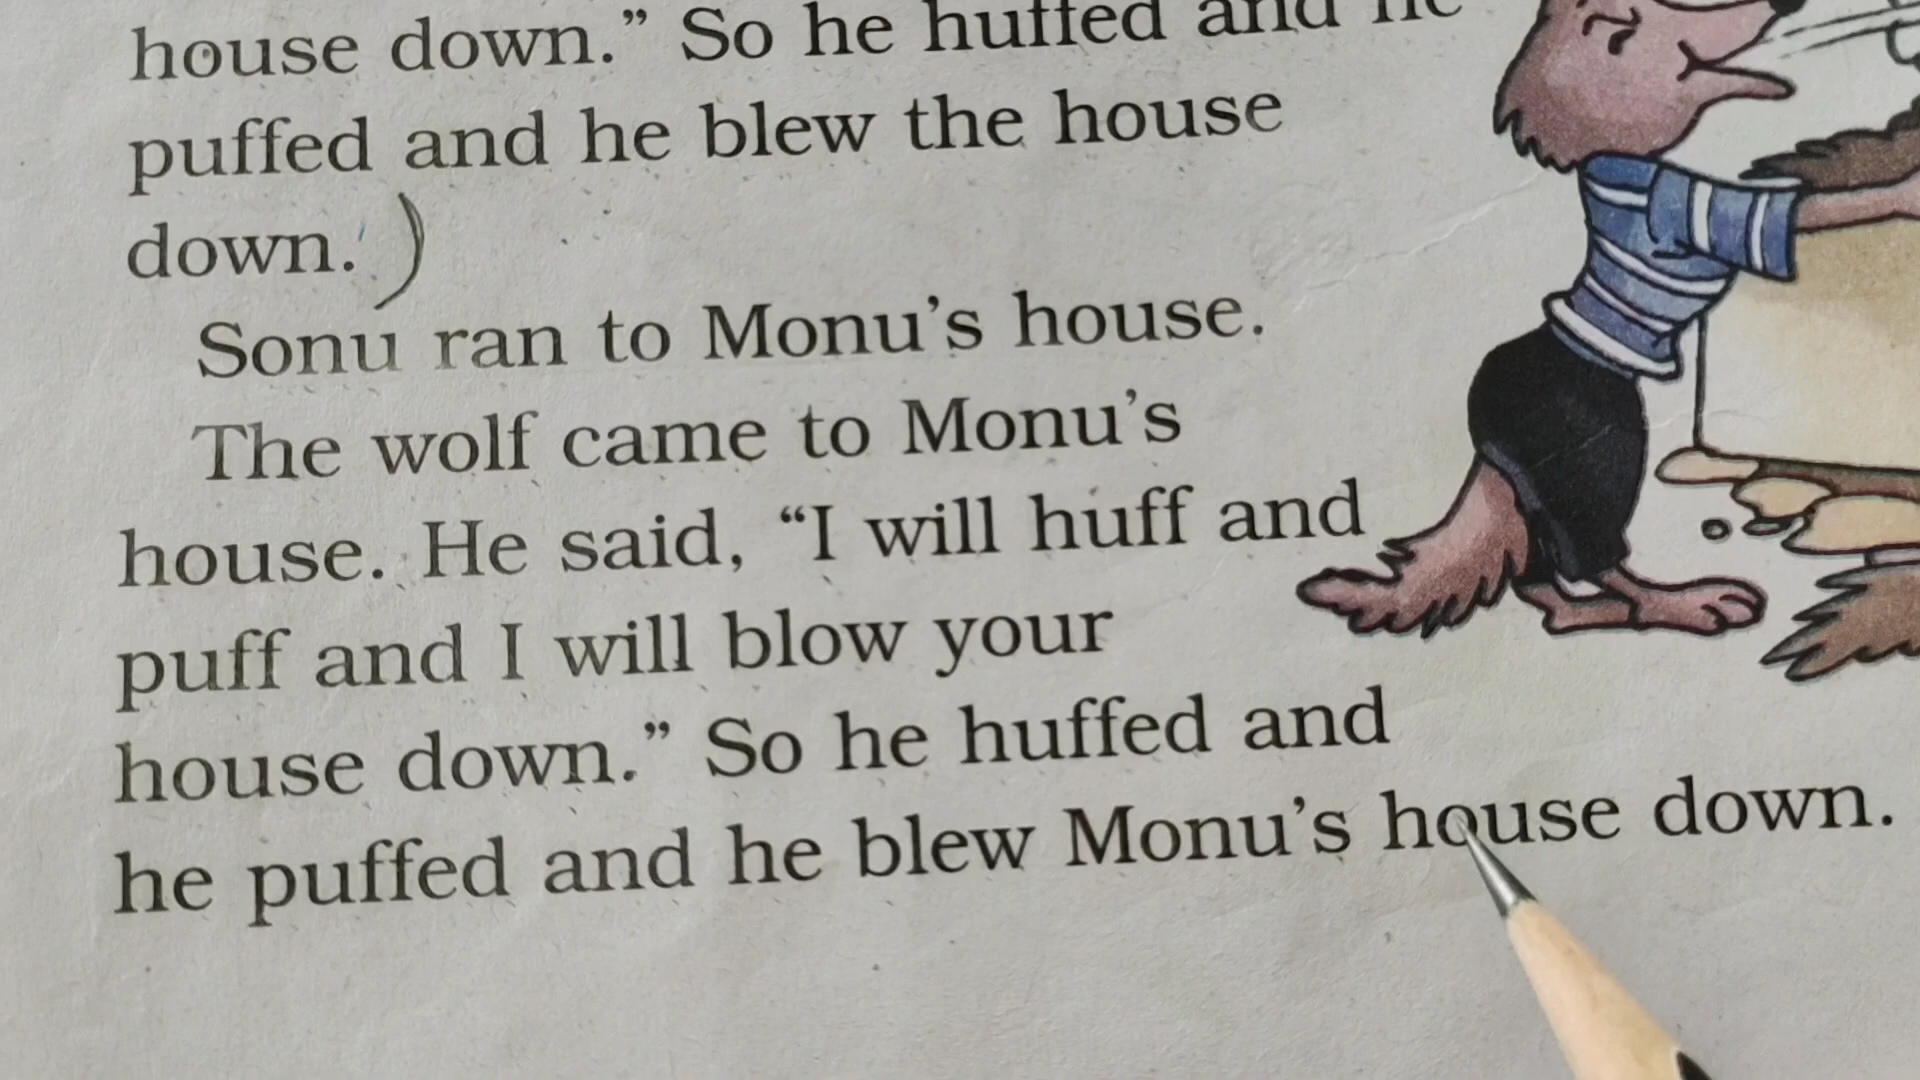 house down.” So he huffed and he
puffed and he blew the house
down. )
Sonu ran to Monu’s house.
The wolf came to Monu’s
house. He said, “I will huff and
puff and I will blow your
house down.” So he huffed and
he puffed and he blew Monu’s house down.